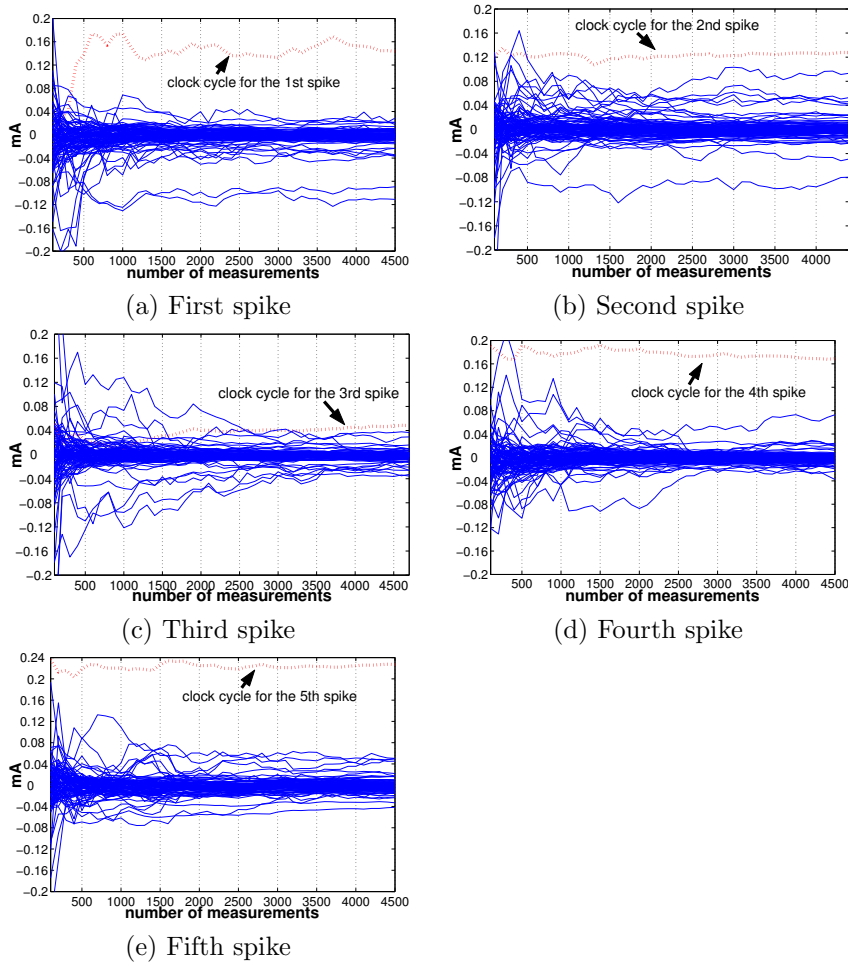 0.2
0.16
0.12
0.08
0.04
0
−0.04
−0.08
−0.12
−0.16
−0.2
mA
clock cycle for the 1st spike
500 1000 1500 2000 2500 3000 3500 4000 4500
number of measurements
(a) First spike
0.2
0.16
0.12
0.08
0.04
0
−0.04
−0.08
−0.12
−0.16
−0.2
mA
clock cycle for the 2nd spike
500 1000 1500 2000 2500 3000 3500 4000
number of measurements
(b) Second spike
0.2
0.16
0.12
0.08
0.04
0
−0.04
−0.08
−0.12
−0.16
−0.2
mA
clock cycle for the 3rd spike
500 1000 1500 2000 2500 3000 3500 4000 4500
number of measurements
(c) Third spike
0.2
0.16
0.12
0.08
0.04
0
−0.04
−0.08
−0.12
−0.16
−0.2
mA
clock cycle for the 4th spike
500 1000 1500 2000 2500 3000 3500 4000 4500
number of measurements
(d) Fourth spike
0.24
0.2
0.16
0.12
0.08
0.04
0
−0.04
−0.08
−0.12
−0.16
−0.2
mA
clock cycle for the 5th spike
500 1000 1500 2000 2500 3000 3500 4000 4500
number of measurements
(e) Fifth spike